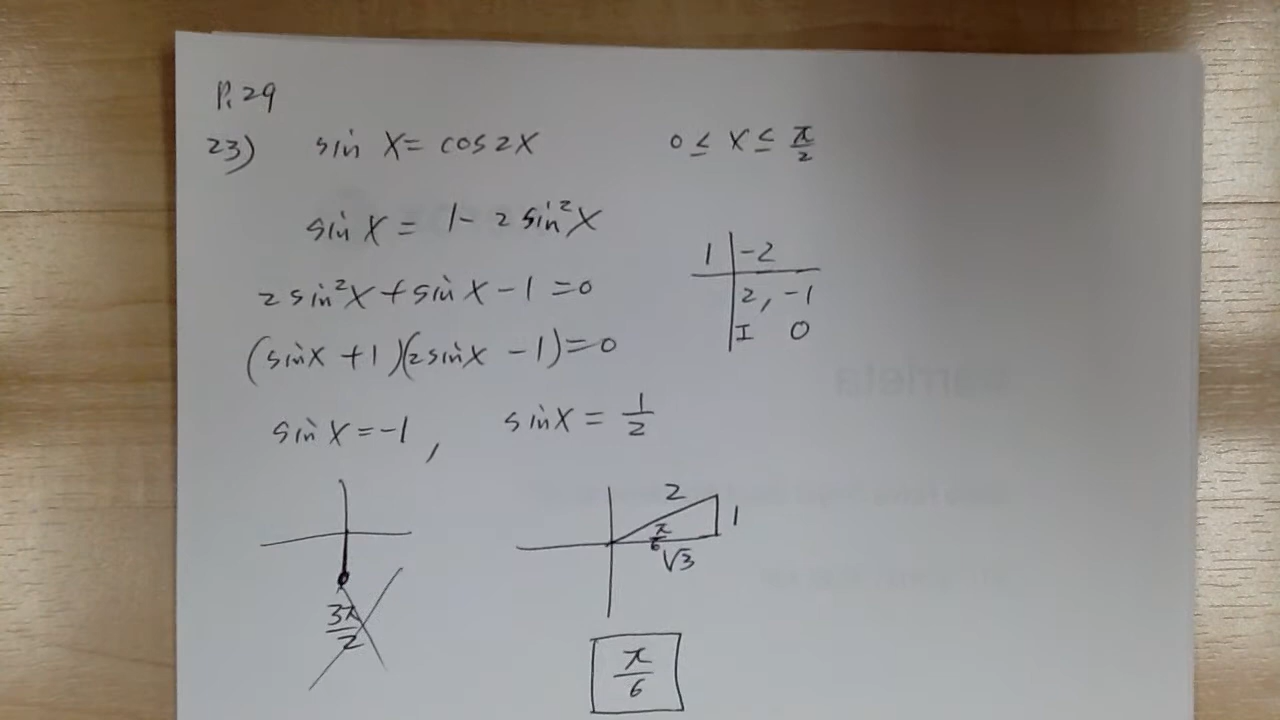 P.29
23) sin x = cos2x 0 ≤ x ≤ π/2
sin x = 1 - 2 sin²x
1 | -2
2 sin²x + sin x - 1 = 0
2, -1
1 0
(sin x + 1)(2 sin x - 1) = 0
sin x = -1, sin x = 1/2
2
1
π/6
√3
3π/2
π/6